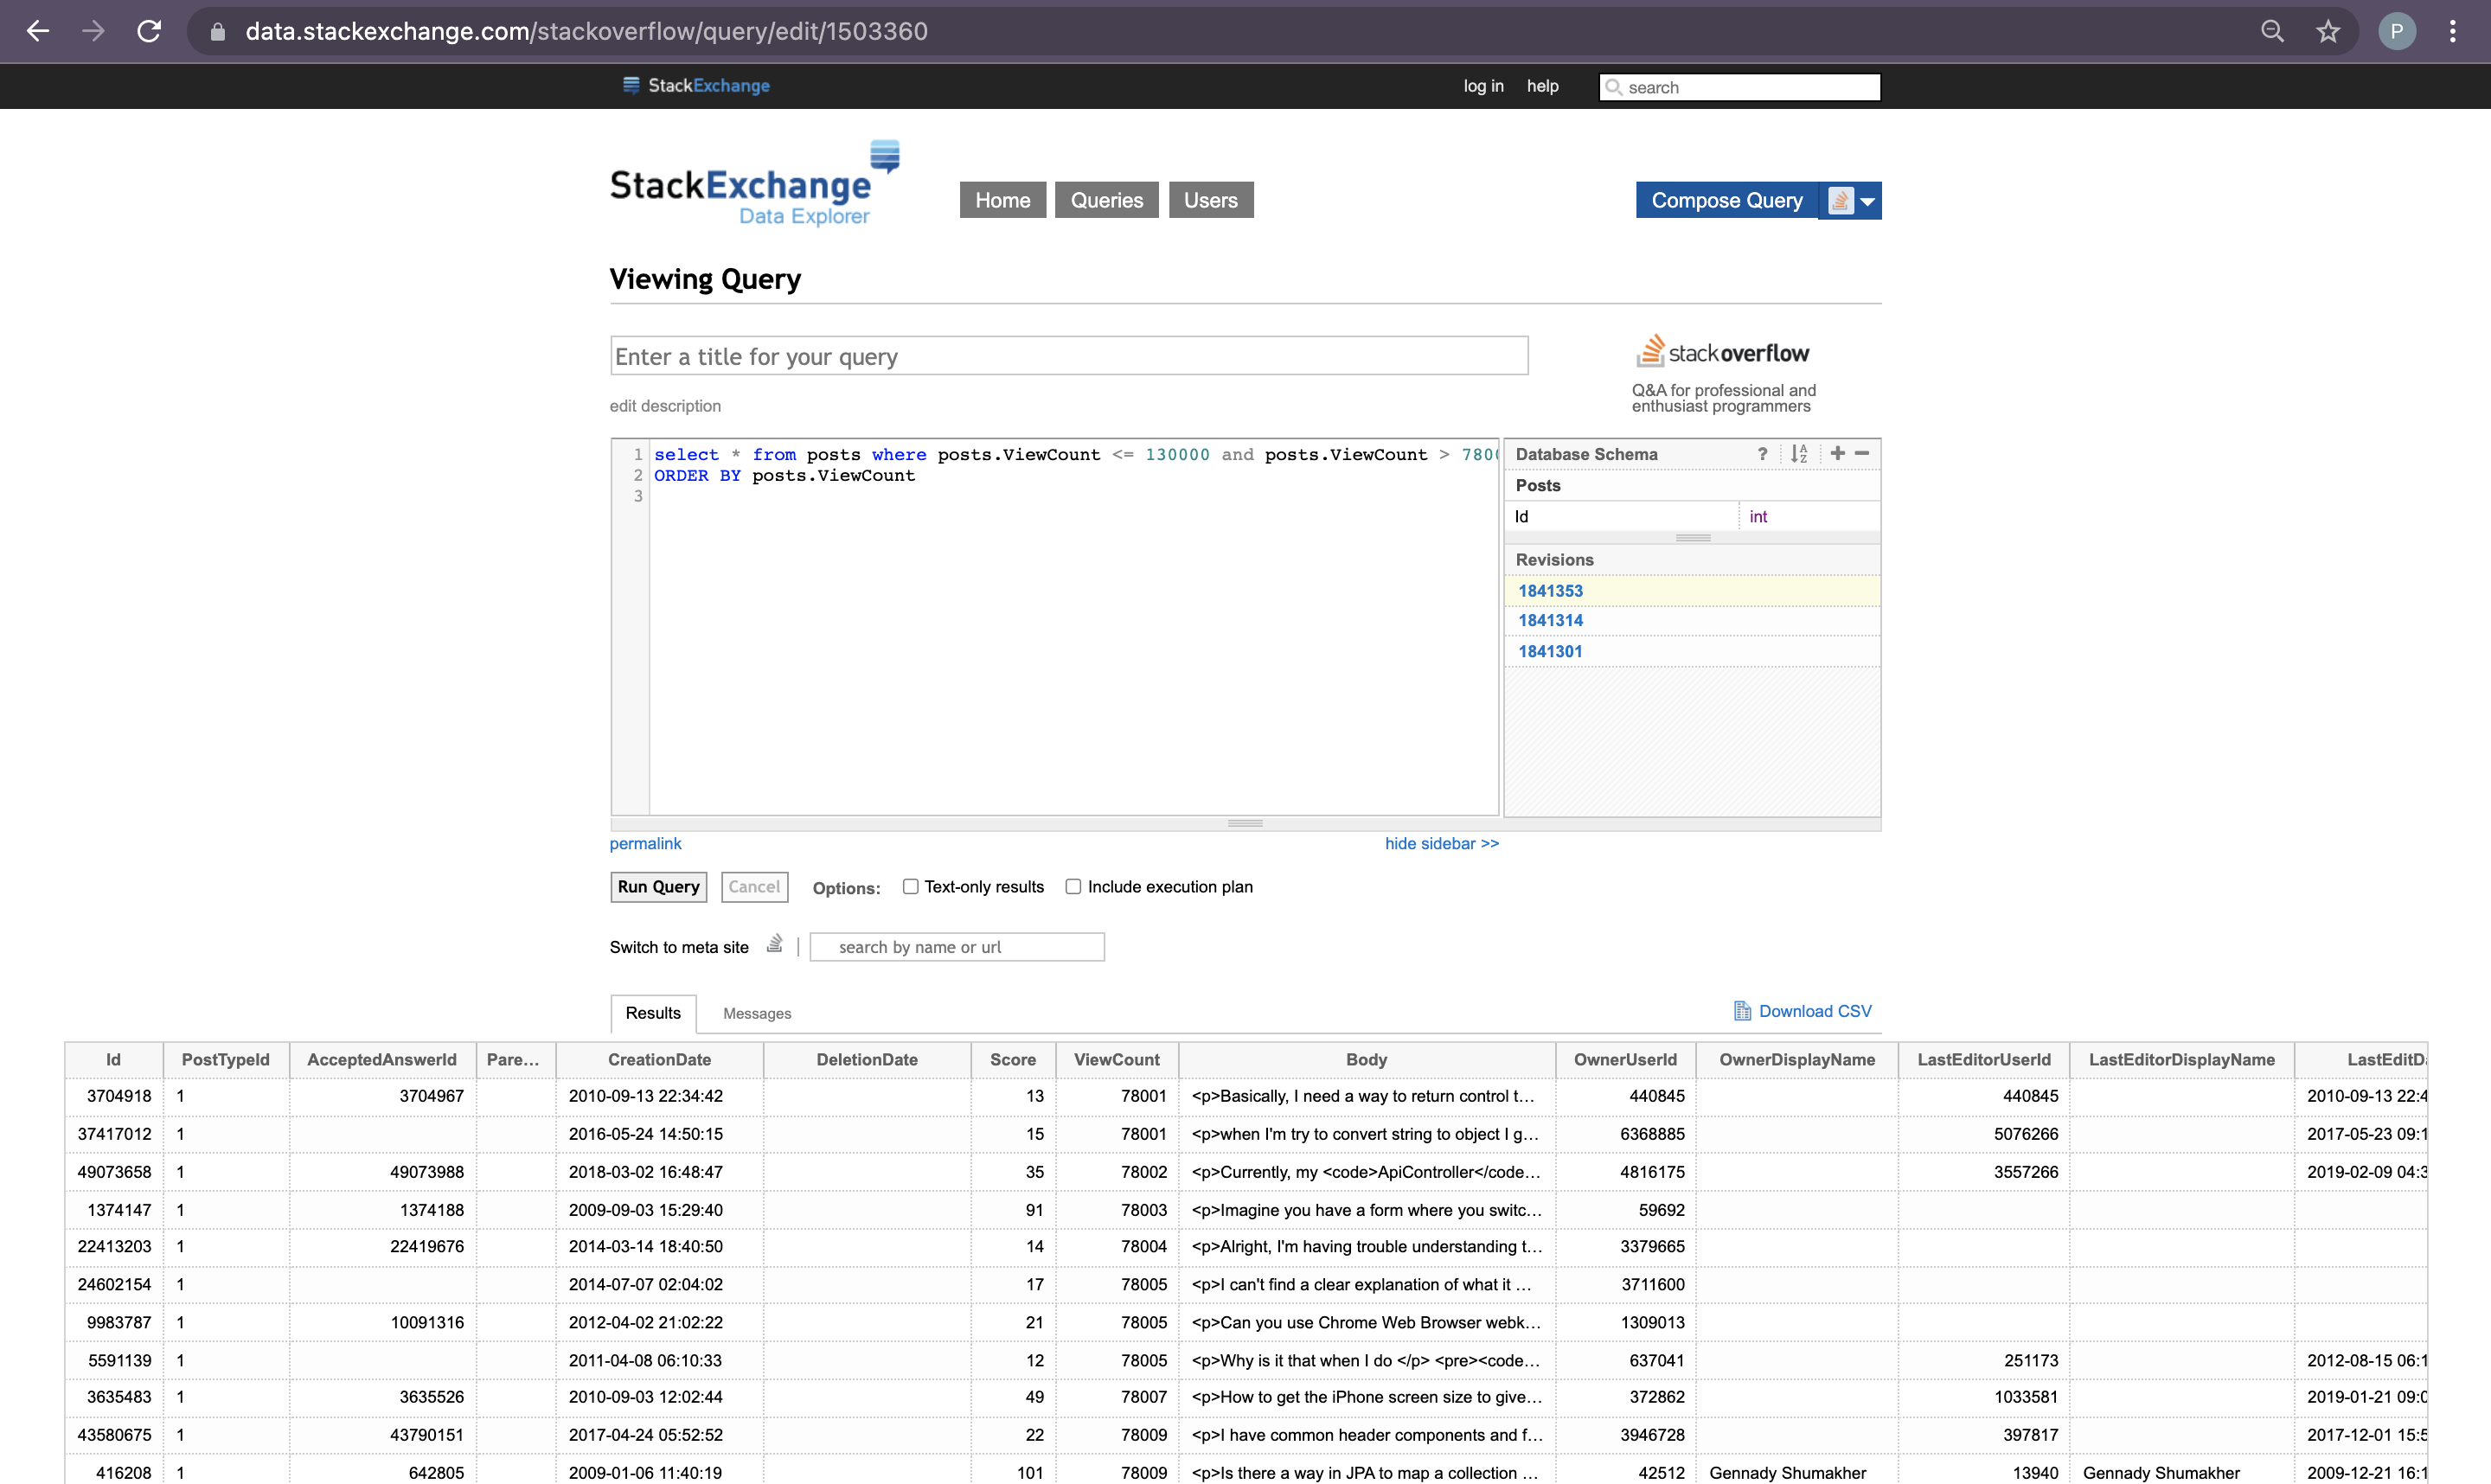 data.stackexchange.com/stackoverflow/query/edit/1503360
P
StackExchange
log in help search
StackExchange
Data Explorer
Home Queries Users
Compose Query
Viewing Query
Enter a title for your query
stackoverflow
Q&A for professional and
enthusiast programmers
edit description
1 select * from posts where posts.ViewCount <= 130000 and posts.ViewCount > 780
2 ORDER BY posts.ViewCount
3
Database Schema ? A Z
Posts
Id int
Revisions
1841353
1841314
1841301
permalink hide sidebar >>
Run Query Cancel Options: Text-only results Include execution plan
Switch to meta site | search by name or url
Results Messages Download CSV
Id PostTypeId AcceptedAnswerId Pare... CreationDate DeletionDate Score ViewCount Body OwnerUserId OwnerDisplayName LastEditorUserId LastEditorDisplayName LastEditDa
3704918 1 3704967 2010-09-13 22:34:42 13 78001 <p>Basically, I need a way to return control t... 440845 440845 2010-09-13 22:4
37417012 1 2016-05-24 14:50:15 15 78001 <p>when I'm try to convert string to object I g... 6368885 5076266 2017-05-23 09:1
49073658 1 49073988 2018-03-02 16:48:47 35 78002 <p>Currently, my <code>ApiController</code... 4816175 3557266 2019-02-09 04:3
1374147 1 1374188 2009-09-03 15:29:40 91 78003 <p>Imagine you have a form where you switc... 59692
22413203 1 22419676 2014-03-14 18:40:50 14 78004 <p>Alright, I'm having trouble understanding t... 3379665
24602154 1 2014-07-07 02:04:02 17 78005 <p>I can't find a clear explanation of what it ... 3711600
9983787 1 10091316 2012-04-02 21:02:22 21 78005 <p>Can you use Chrome Web Browser webk... 1309013
5591139 1 2011-04-08 06:10:33 12 78005 <p>Why is it that when I do </p> <pre><code... 637041 251173 2012-08-15 06:1
3635483 1 3635526 2010-09-03 12:02:44 49 78007 <p>How to get the iPhone screen size to give... 372862 1033581 2019-01-21 09:0
43580675 1 43790151 2017-04-24 05:52:52 22 78009 <p>I have common header components and f... 3946728 397817 2017-12-01 15:5
416208 1 642805 2009-01-06 11:40:19 101 78009 <p>Is there a way in JPA to map a collection ... 42512 Gennady Shumakher 13940 Gennady Shumakher 2009-12-21 16:1